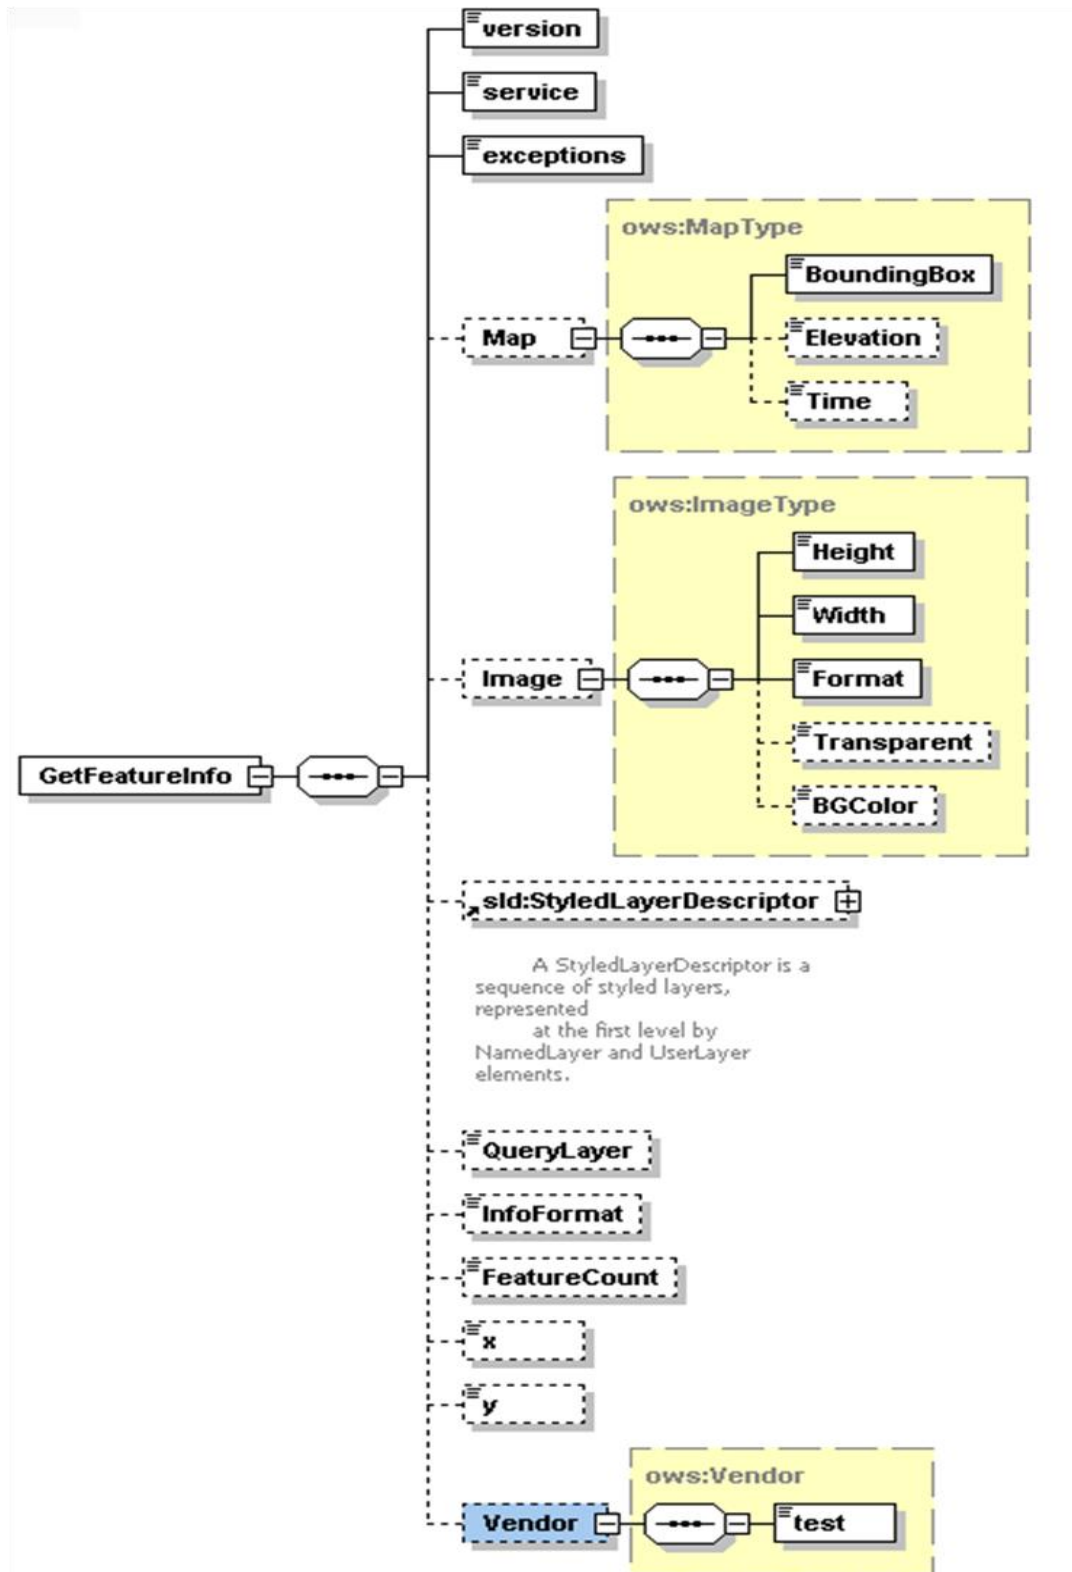 version
service
exceptions
ows:MapType
BoundingBox
Map
Elevation
Time
ows:ImageType
Height
Width
Image
Format
Transparent
GetFeatureInfo
BGColor
sld:StyledLayerDescriptor
A StyledLayerDescriptor is a
sequence of styled layers,
represented
at the first level by
NamedLayer and UserLayer
elements.
QueryLayer
InfoFormat
FeatureCount
x
y
ows:Vendor
Vendor
test